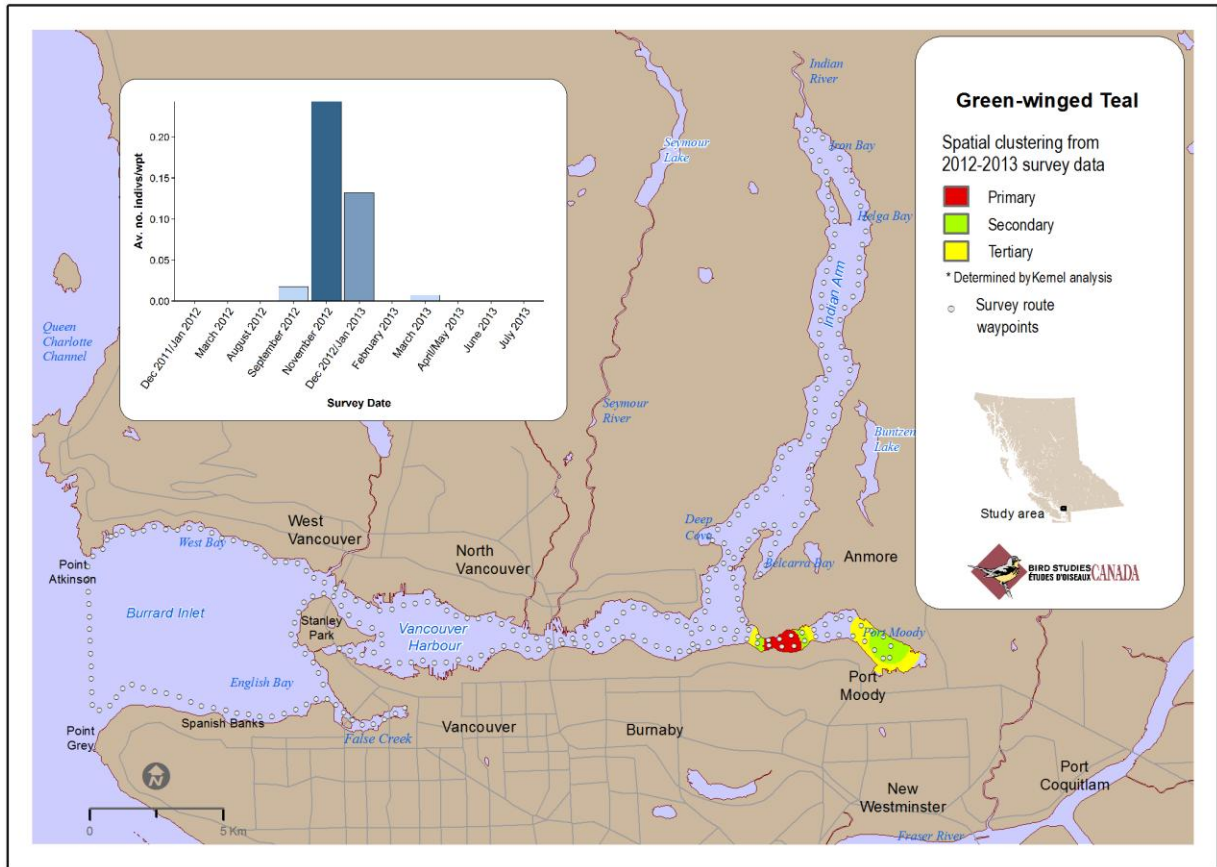 0.20
0.15
0.10
0.05
0.00
Av. no. indivs/wpt
Dec 2011/Jan 2012
March 2012
August 2012
September 2012
November 2012
Dec 2012/Jan 2013
February 2013
March 2013
April/May 2013
June 2013
July 2013
Survey Date
Green-winged Teal
Spatial clustering from
2012-2013 survey data
Primary
Secondary
Tertiary
* Determined by Kernel analysis
Survey route
waypoints
Study area
BIRD STUDIES
ÉTUDES D'OISEAUX
CANADA
Indian
River
Iron Bay
Helga Bay
Indian Arm
Seymour
Lake
Queen
Charlotte
Channel
Seymour
River
Buntzen
Lake
Deep
Cove
Belcarra Bay
Anmore
West
Vancouver
West Bay
North
Vancouver
Point
Atkinson
Burrard Inlet
Stanley
Park
Vancouver
Harbour
Port Moody
Port
Moody
English Bay
Spanish Banks
Point
Grey
False Creek
Vancouver
Burnaby
New
Westminster
Port
Coquitlam
Fraser River
N
0
5 Km